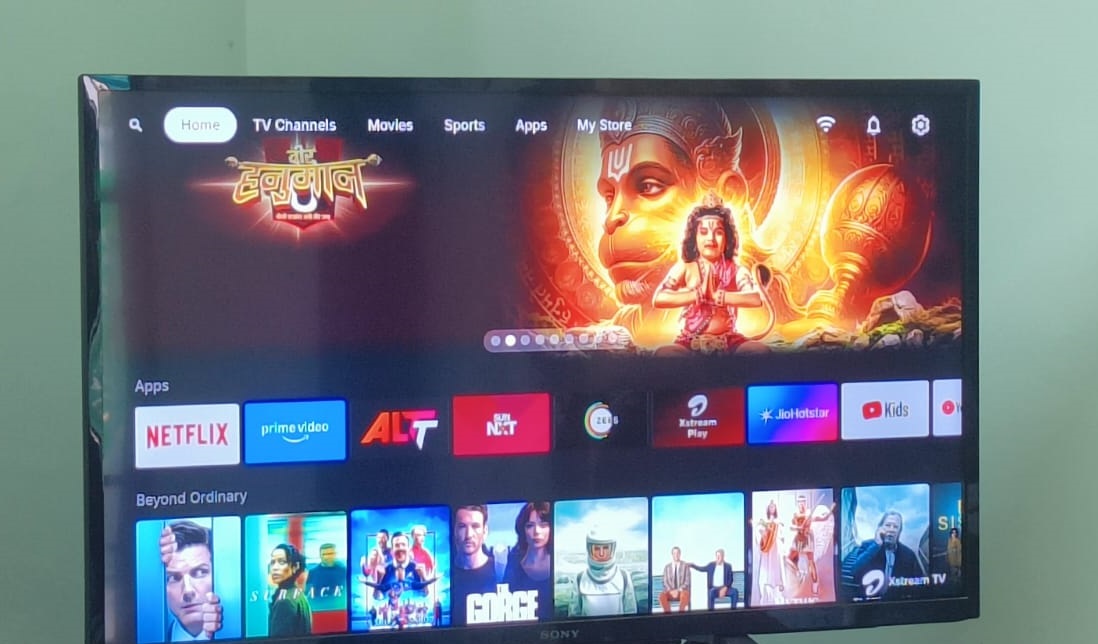 Home TV Channels Movies Sports Apps My Store
वीर
हनुमान
Apps
NETFLIX
prime video
ALT
SUN
NXT
ZEE5
Xstream
Play
JioHotstar
Kids
Beyond Ordinary
SURFACE
THE
GORGE
MYTHIC
Xstream TV
SONY